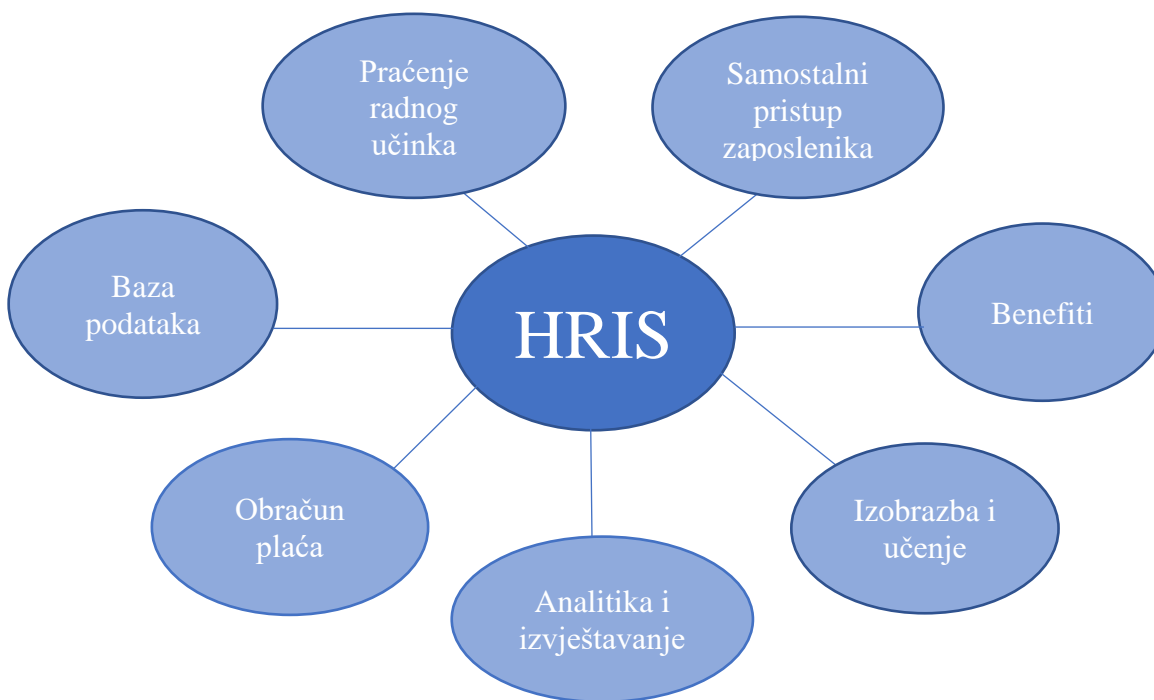 Praćenje
radnog
učinka
Samostalni
pristup
zaposlenika
Baza
podataka
HRIS
Benefiti
Obračun
plaća
Izobrazba i
učenje
Analitika i
izvještavanje